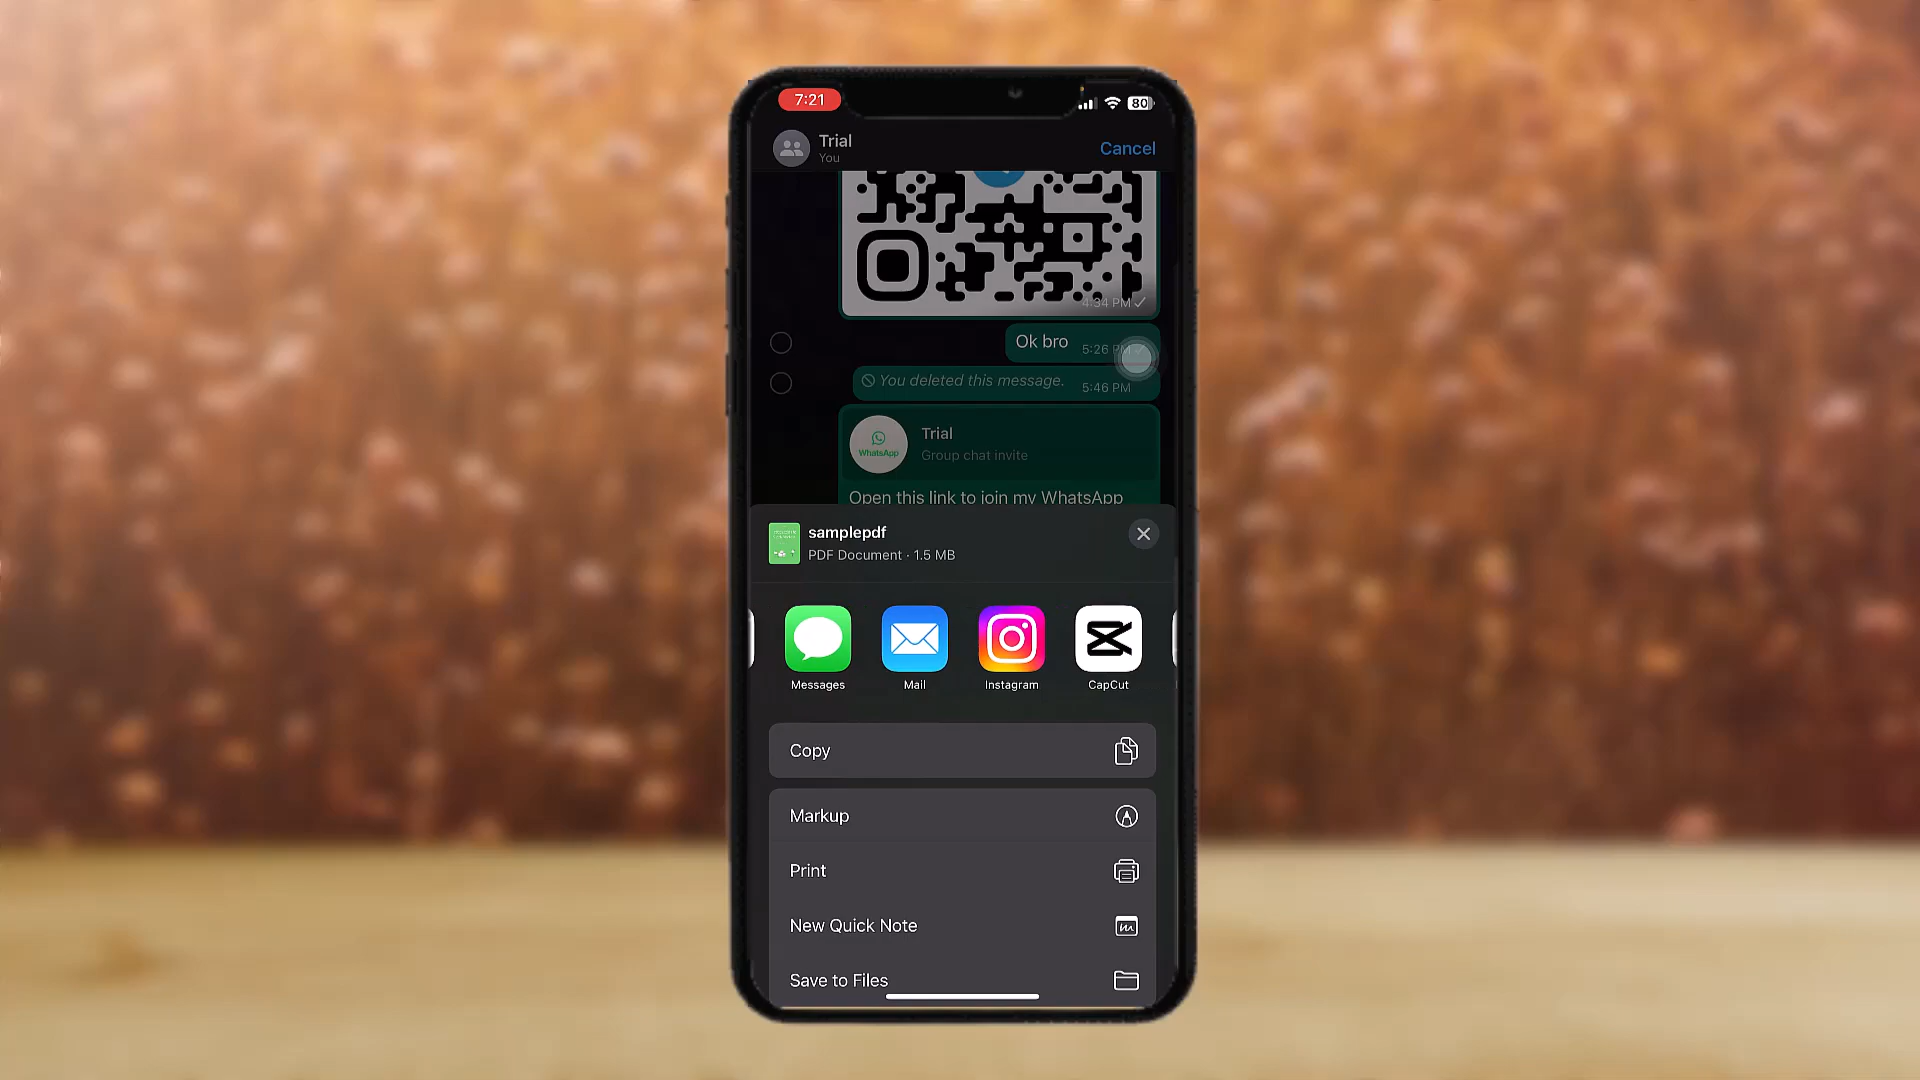 7:21
80
Trial
You
Cancel
4:34 PM
Ok bro
5:26 PM
You deleted this message.
5:46 PM
WhatsApp
Trial
Group chat invite
Open this link to join my WhatsApp
samplepdf
PDF Document · 1.5 MB
Messages
Mail
Instagram
CapCut
Copy
Markup
Print
New Quick Note
Save to Files